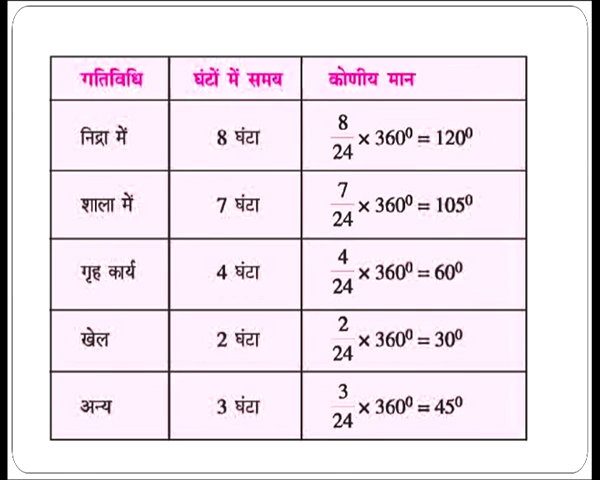 गतिविधि घंटों में समय कोणीय मान
निद्रा में 8 घंटा 8/24 × 360⁰ = 120⁰
शाला में 7 घंटा 7/24 × 360⁰ = 105⁰
गृह कार्य 4 घंटा 4/24 × 360⁰ = 60⁰
खेल 2 घंटा 2/24 × 360⁰ = 30⁰
अन्य 3 घंटा 3/24 × 360⁰ = 45⁰